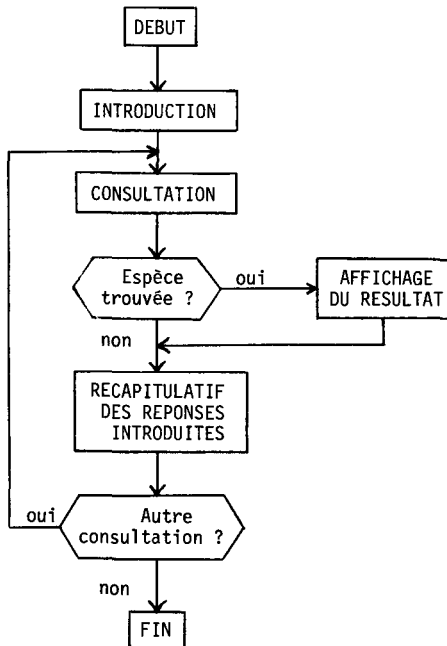 DEBUT
INTRODUCTION
CONSULTATION
Espèce
trouvée ?
oui
AFFICHAGE
DU RESULTAT
non
RECAPITULATIF
DES REPONSES
INTRODUITES
oui
Autre
consultation ?
non
FIN